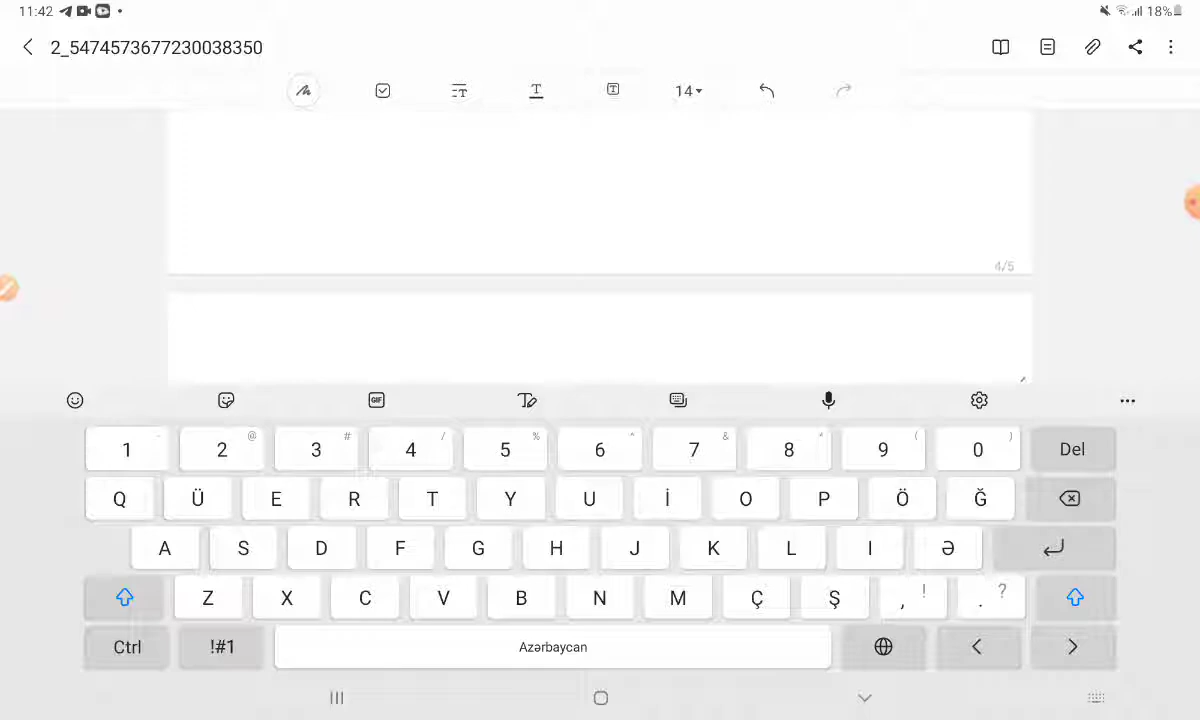 11:42 18%
2_5474573677230038350
14
4/5
GIF
1 - 2 @ 3 # 4 / 5 % 6 ^ 7 & 8 * 9 ( 0 ) Del
Q Ü E R T Y U İ O P Ö Ğ
A S D F G H J K L I Ə
Z X C V B N M Ç Ş , ! . ?
Ctrl !#1 Azərbaycan < >